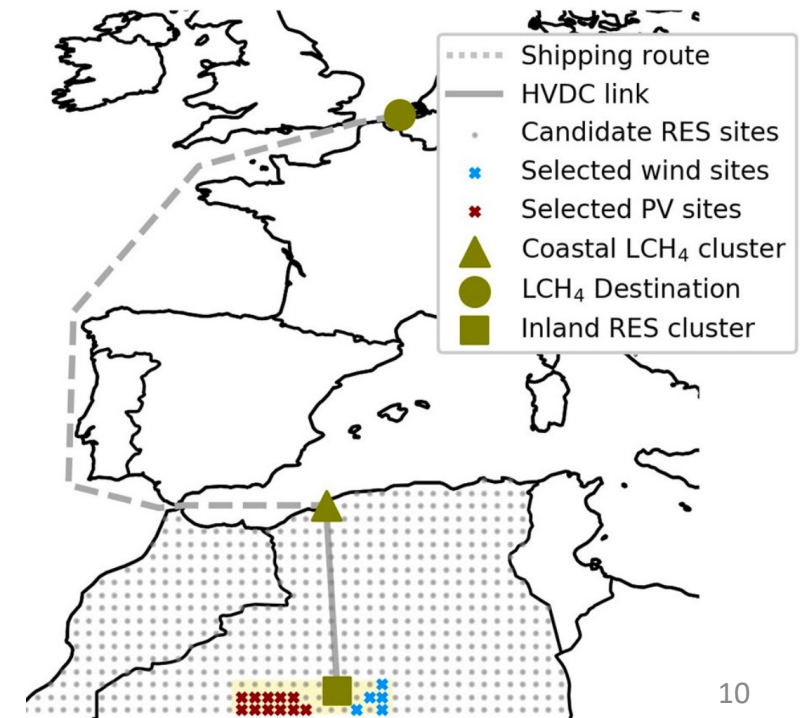 Shipping route
HVDC link
Candidate RES sites
Selected wind sites
Selected PV sites
Coastal LCH₄ cluster
LCH₄ Destination
Inland RES cluster
10